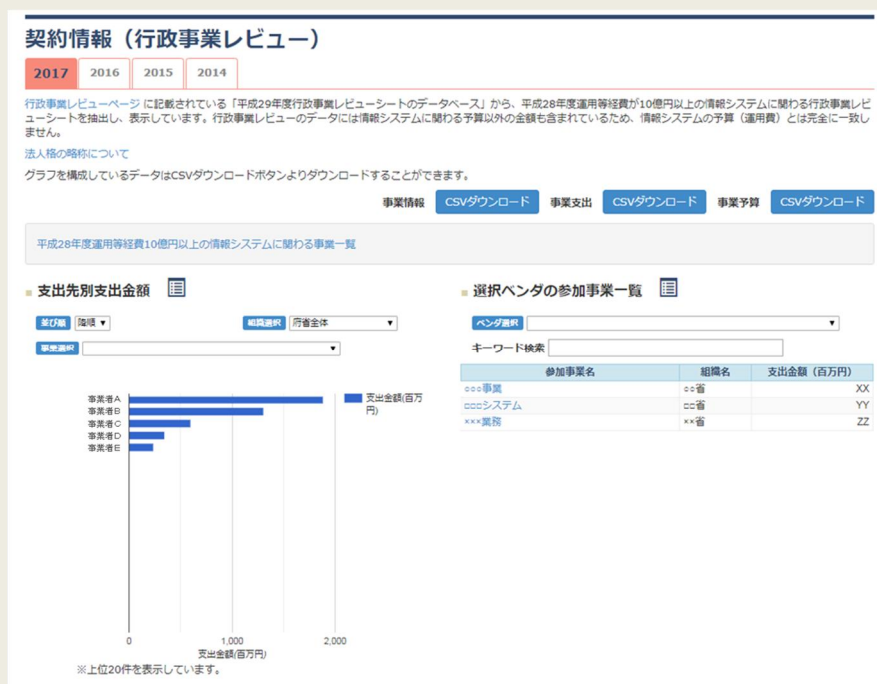 契約情報（行政事業レビュー）
2017 2016 2015 2014
行政事業レビューページ に記載されている「平成29年度行政事業レビューシートのデータベース」から、平成28年度運用等経費が10億円以上の情報システムに関わる行政事業レビ
ューシートを抽出し、表示しています。行政事業レビューのデータには情報システムに関わる予算以外の金額も含まれているため、情報システムの予算（運用費）とは完全に一致し
ません。
法人格の略称について
グラフを構成しているデータはCSVダウンロードボタンよりダウンロードすることができます。
事業情報 CSVダウンロード 事業支出 CSVダウンロード 事業予算 CSVダウンロード
平成28年度運用等経費10億円以上の情報システムに関わる事業一覧
支出先別支出金額
並び順 降順 組織選択 府省全体
事業選択
事業者A
事業者B
事業者C
事業者D
事業者E
支出金額(百万
円)
0 1,000 2,000
支出金額(百万円)
※上位20件を表示しています。
選択ベンダの参加事業一覧
ベンダ選択
キーワード検索
参加事業名 組織名 支出金額（百万円）
○○○事業 ○○省 XX
□□□システム □□省 YY
×××業務 ××省 ZZ